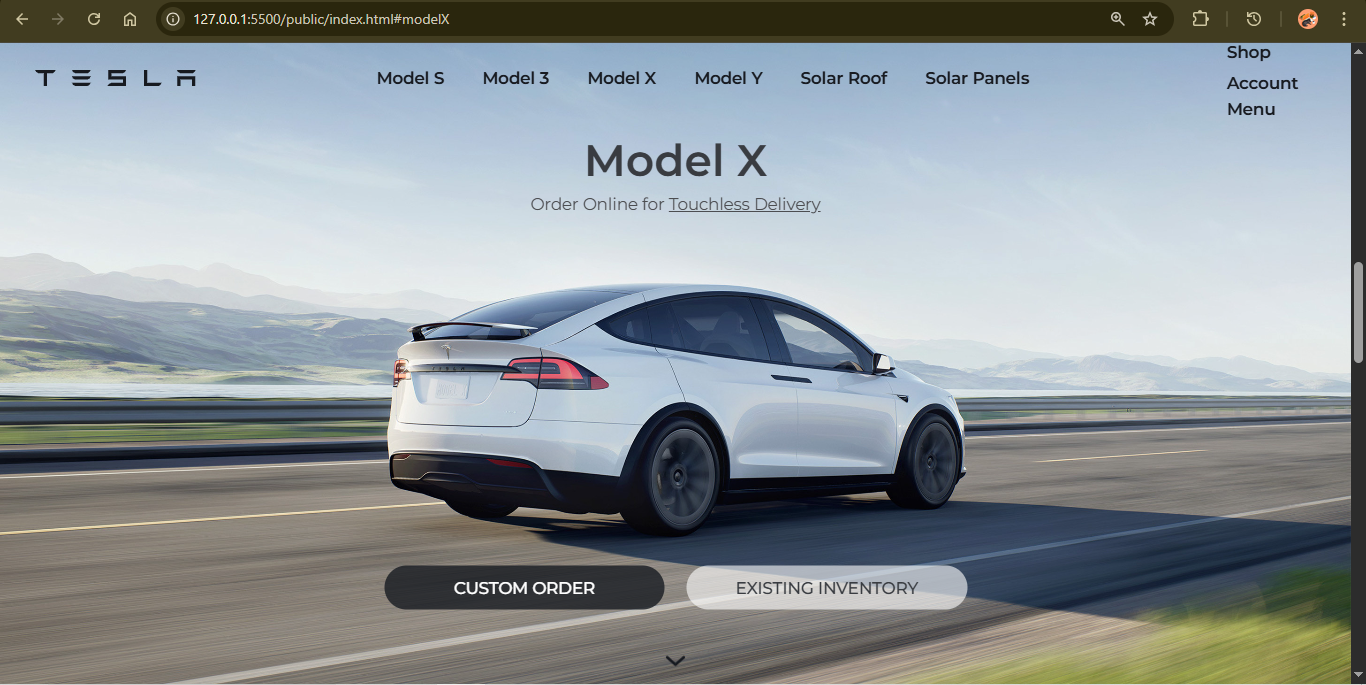 127.0.0.1:5500/public/index.html#modelX
TESLA
Model S Model 3 Model X Model Y Solar Roof Solar Panels
Shop
Account
Menu
Model X
Order Online for Touchless Delivery
TESLA
CUSTOM ORDER EXISTING INVENTORY